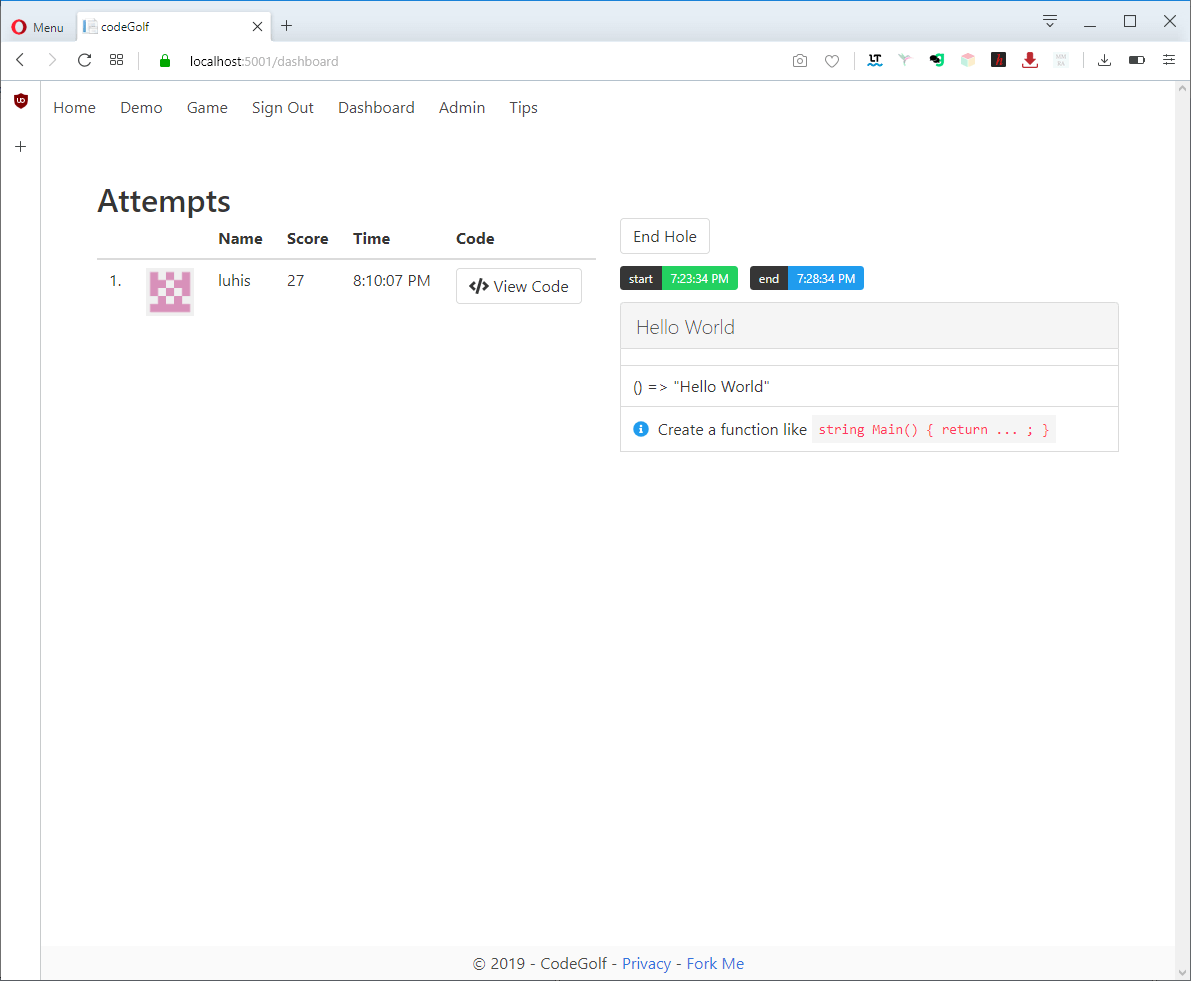 Menu
codeGolf
localhost:5001/dashboard
Home Demo Game Sign Out Dashboard Admin Tips
Attempts
Name Score Time Code
1. luhis 27 8:10:07 PM </> View Code
End Hole
start 7:23:34 PM end 7:28:34 PM
Hello World
() => "Hello World"
Create a function like string Main() { return ... ; }
© 2019 - CodeGolf - Privacy - Fork Me